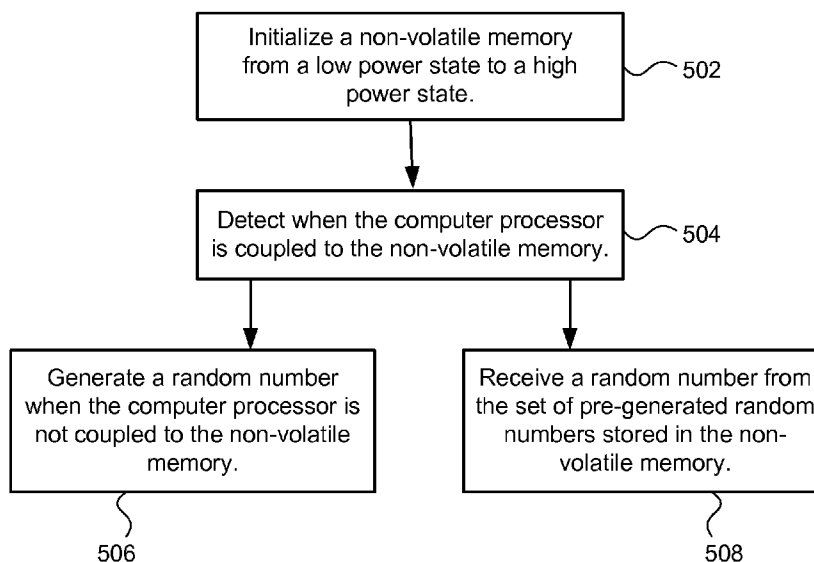 Initialize a non-volatile memory
from a low power state to a high
power state.
502
Detect when the computer processor
is coupled to the non-volatile memory.
504
Generate a random number
when the computer processor is
not coupled to the non-volatile
memory.
506
Receive a random number from
the set of pre-generated random
numbers stored in the non-
volatile memory.
508